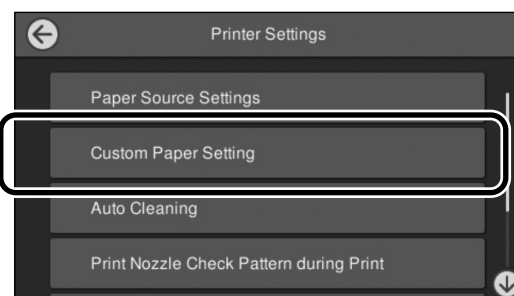 Printer Settings
Paper Source Settings
Custom Paper Setting
Auto Cleaning
Print Nozzle Check Pattern during Print